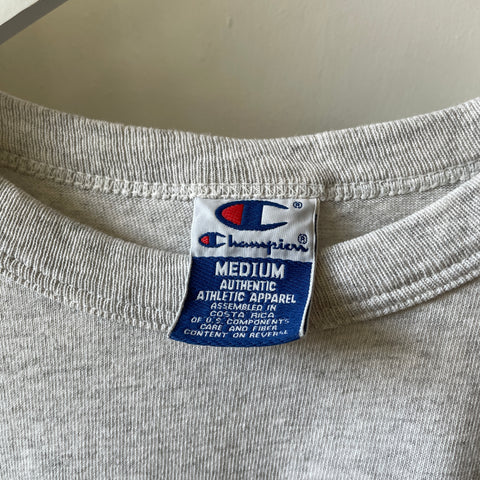 C ®
Champion ®
MEDIUM
AUTHENTIC
ATHLETIC APPAREL
ASSEMBLED IN
COSTA RICA
OF U.S. COMPONENTS
CARE AND FIBER
CONTENT ON REVERSE